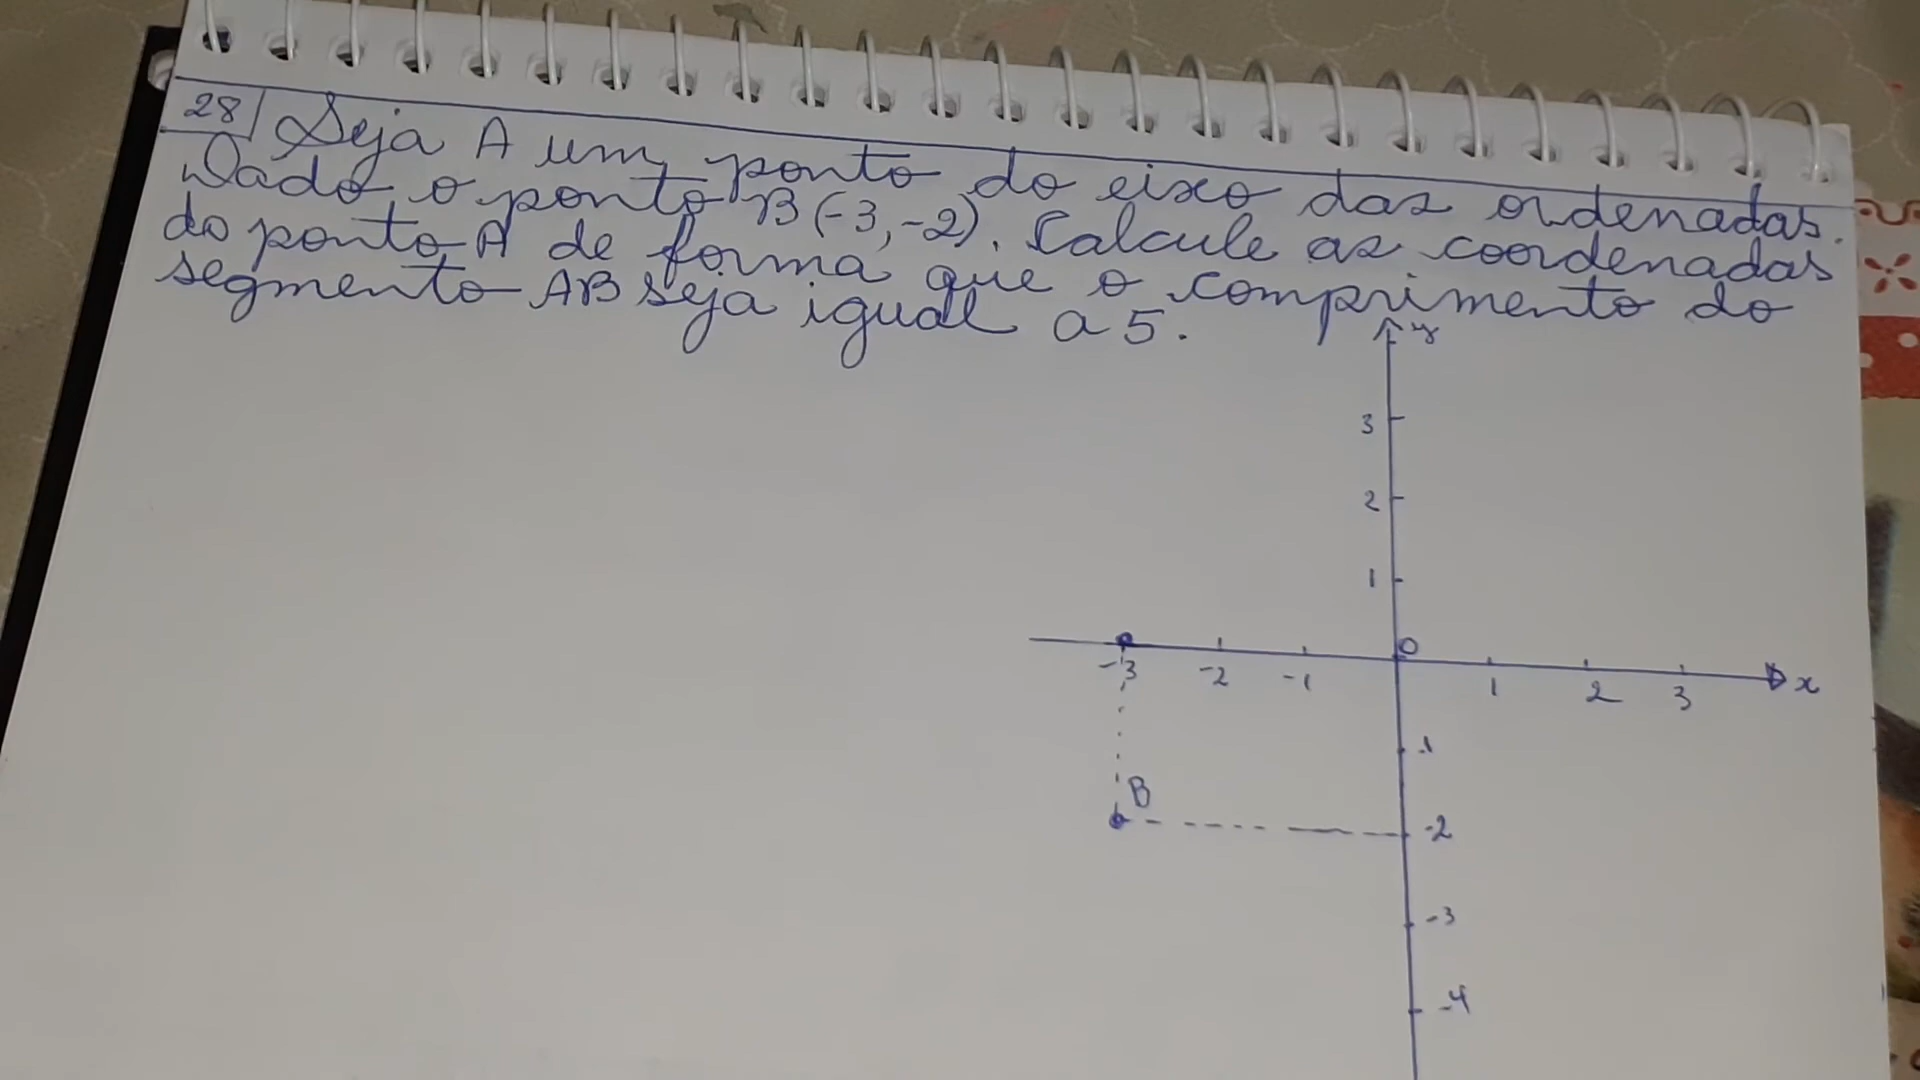 28 Seja A um ponto do eixo das ordenadas.
Dado o ponto B(-3,-2). Calcule as coordenadas
do ponto A de forma que o comprimento do
segmento AB seja igual a 5.
y
3
2
1
0
-3 -2 -1 1 2 3 x
-1
B
-2
-3
-4